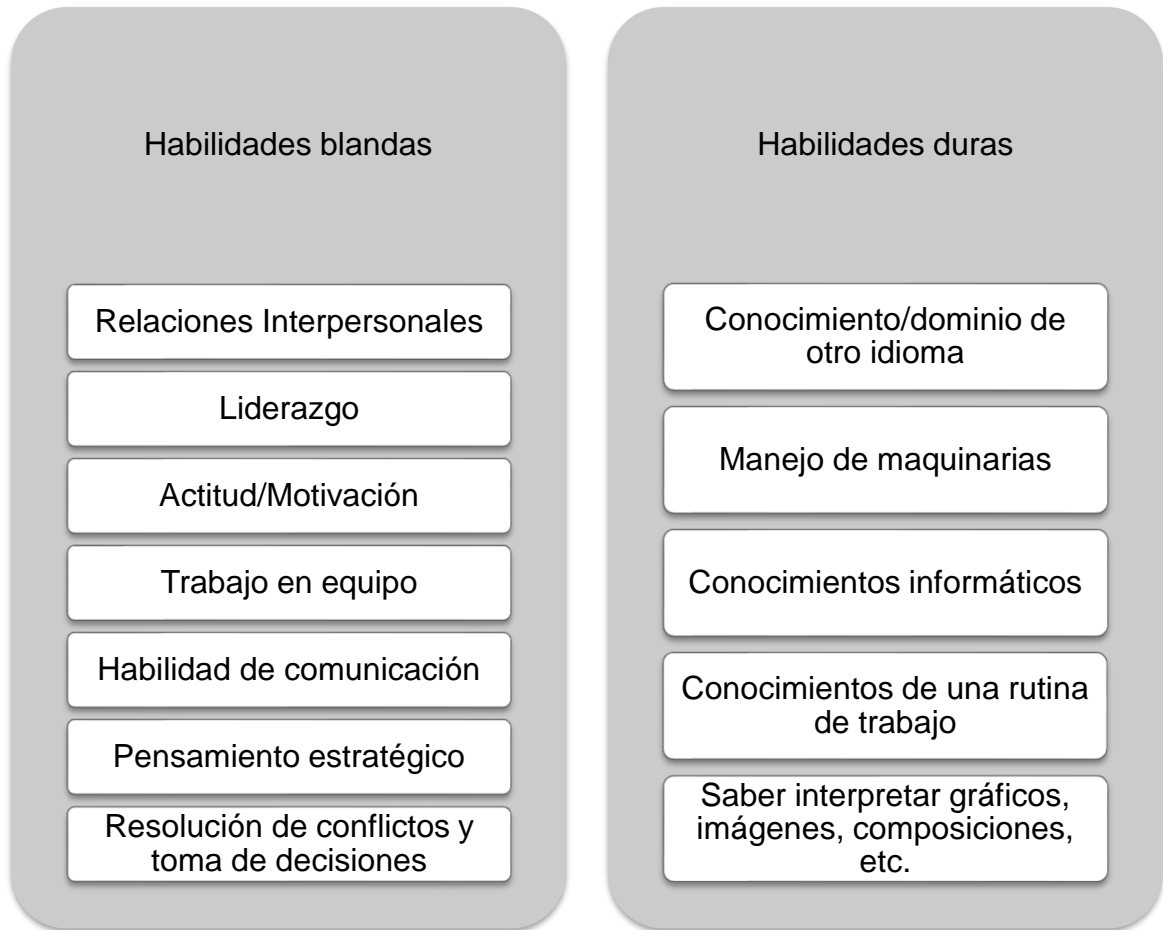 Habilidades blandas
Relaciones Interpersonales
Liderazgo
Actitud/Motivación
Trabajo en equipo
Habilidad de comunicación
Pensamiento estratégico
Resolución de conflictos y
toma de decisiones
Habilidades duras
Conocimiento/dominio de
otro idioma
Manejo de maquinarias
Conocimientos informáticos
Conocimientos de una rutina
de trabajo
Saber interpretar gráficos,
imágenes, composiciones,
etc.